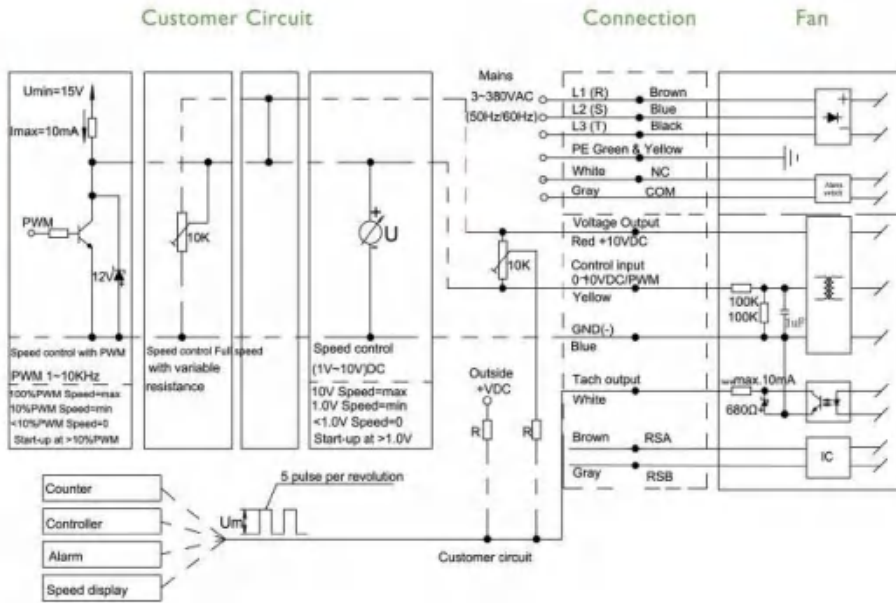 Customer Circuit
Connection
Fan
Umin=15V
Imax=10mA
PWM
12V
Speed control with PWM
PWM 1~10KHz
100%PWM Speed=max
10%PWM Speed=min
<10%PWM Speed=0
Start-up at >10%PWM
10K
Speed control Full speed
with variable
resistance
U
+
-
Speed control
(1V~10V)DC
10V Speed=max
1.0V Speed=min
<1.0V Speed=0
Start-up at >1.0V
Mains
3~380VAC
(50Hz/60Hz)
L1 (R) Brown
L2 (S) Blue
L3 (T) Black
PE Green & Yellow
White NC
Gray COM
Voltage Output
Red +10VDC
10K
Control input
0~10VDC/PWM
Yellow
GND(-)
Blue
Outside
+VDC
R
R
Tach output
White
Brown RSA
Gray RSB
+
-
100K
100K
1uF
max.10mA
680Ω
IC
Counter
Controller
Alarm
Speed display
Um
5 pulse per revolution
Customer circuit